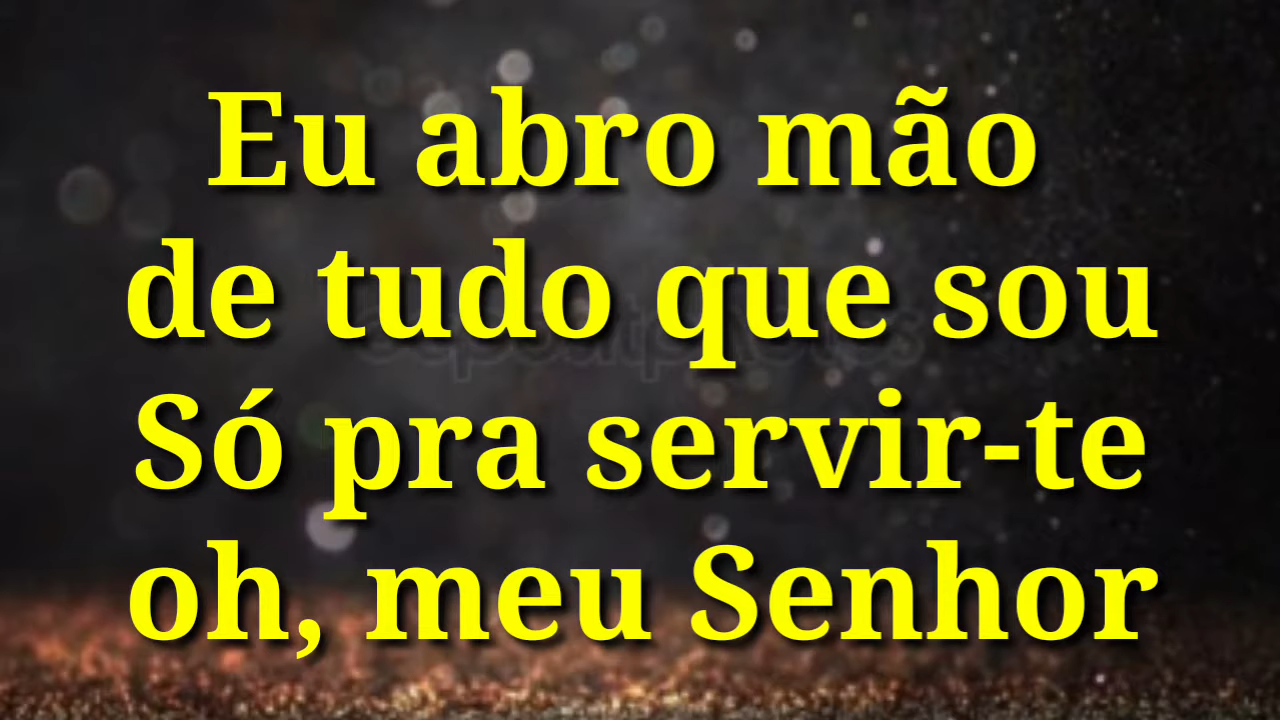 Eu abro mão
de tudo que sou
Só pra servir-te
oh, meu Senhor